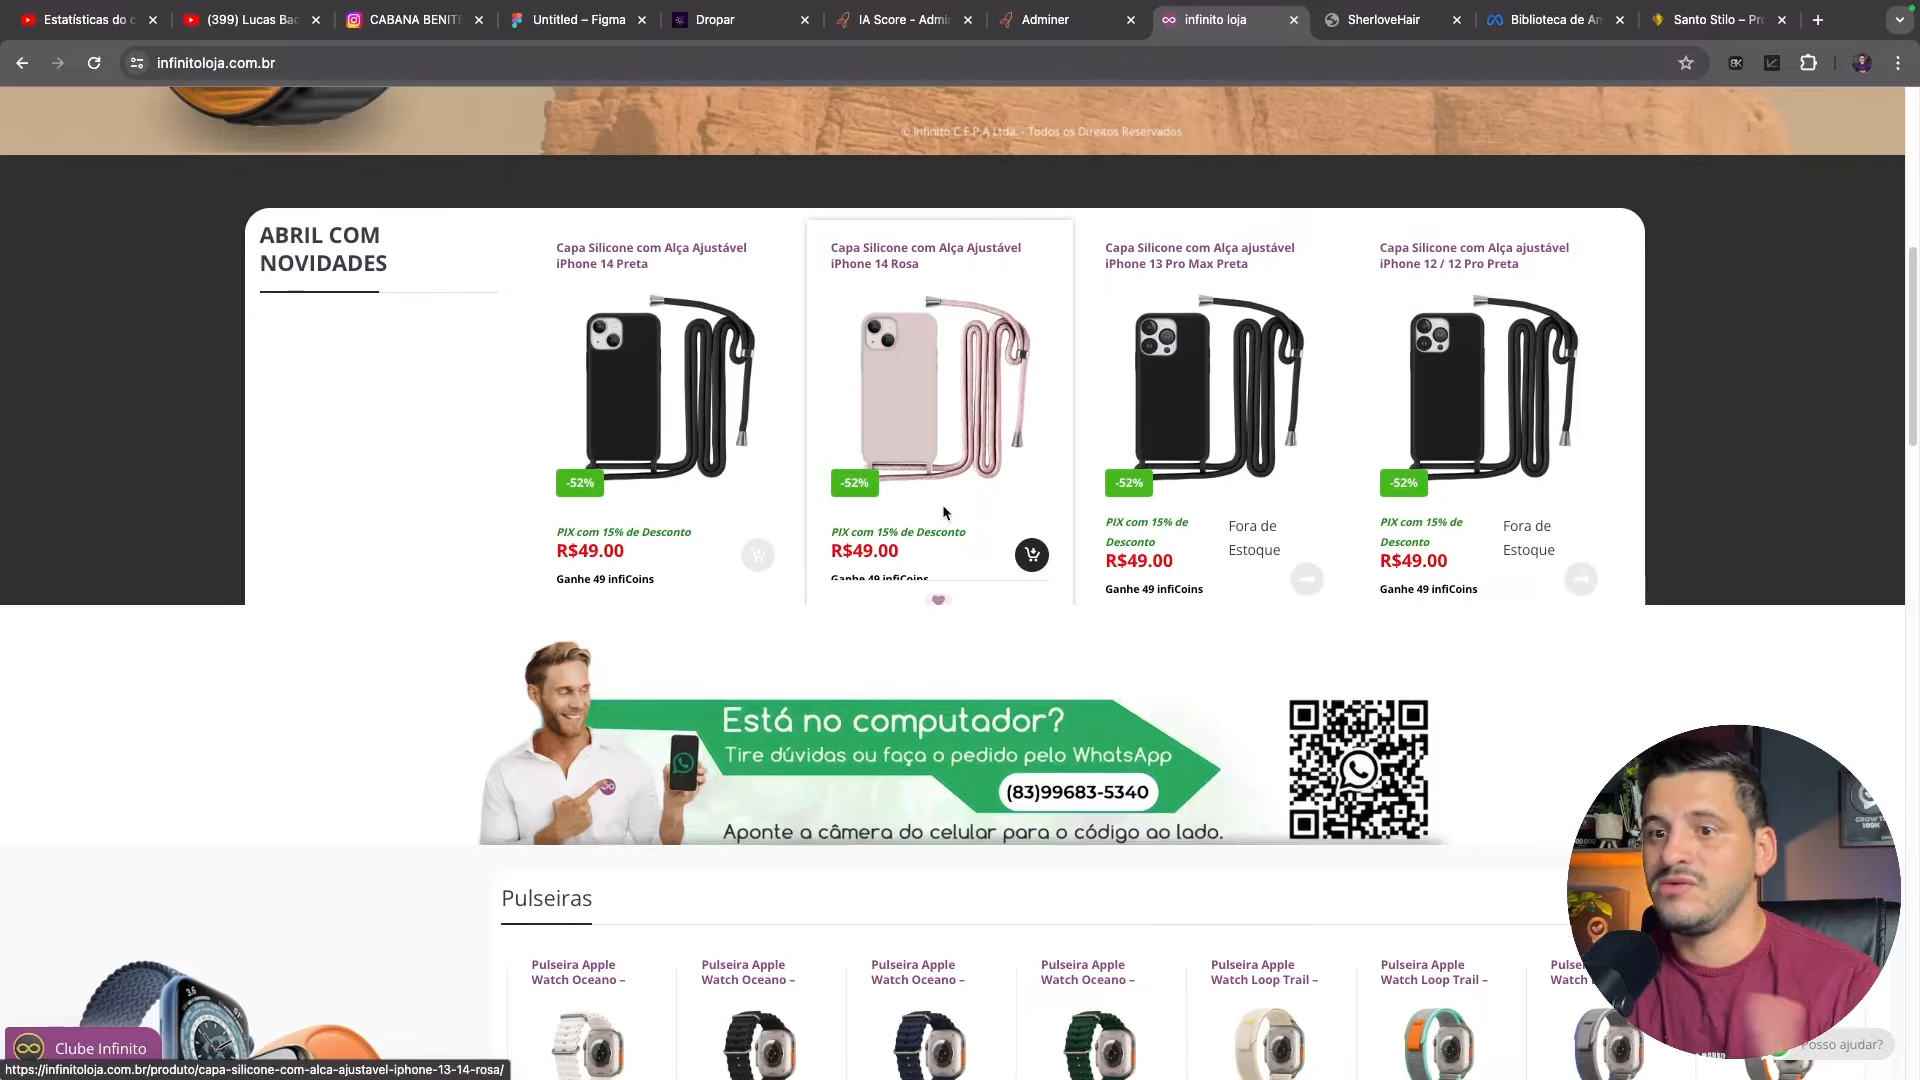 Estatísticas do c
(399) Lucas Bac
CABANA BENITE
Untitled – Figma
Dropar
IA Score - Admin
Adminer
infinito loja
SherloveHair
Biblioteca de An
Santo Stilo – Pro
infinitoloja.com.br
© Infinito C.E.P.A Ltda. - Todos os Direitos Reservados
ABRIL COM
NOVIDADES
Capa Silicone com Alça Ajustável
iPhone 14 Preta
-52%
PIX com 15% de Desconto
R$49.00
Ganhe 49 infiCoins
Capa Silicone com Alça Ajustável
iPhone 14 Rosa
-52%
PIX com 15% de Desconto
R$49.00
Ganhe 49 infiCoins
Capa Silicone com Alça ajustável
iPhone 13 Pro Max Preta
-52%
PIX com 15% de
Desconto
R$49.00
Ganhe 49 infiCoins
Fora de
Estoque
Capa Silicone com Alça ajustável
iPhone 12 / 12 Pro Preta
-52%
PIX com 15% de
Desconto
R$49.00
Ganhe 49 infiCoins
Fora de
Estoque
Está no computador?
Tire dúvidas ou faça o pedido pelo WhatsApp
(83)99683-5340
Aponte a câmera do celular para o código ao lado.
Pulseiras
Pulseira Apple
Watch Oceano –
Pulseira Apple
Watch Oceano –
Pulseira Apple
Watch Oceano –
Pulseira Apple
Watch Oceano –
Pulseira Apple
Watch Loop Trail –
Pulseira Apple
Watch Loop Trail –
Clube Infinito
Posso ajudar?
https://infinitoloja.com.br/produto/capa-silicone-com-alca-ajustavel-iphone-13-14-rosa/